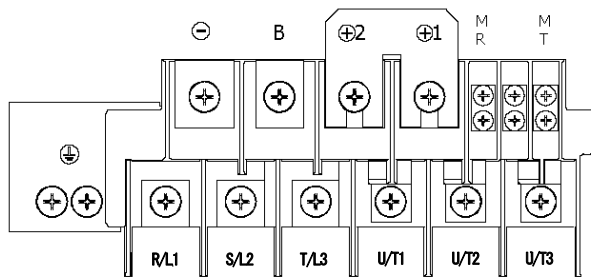 ⊖ B ⊕2 ⊕1 M M
R T
R/L1 S/L2 T/L3 U/T1 U/T2 U/T3